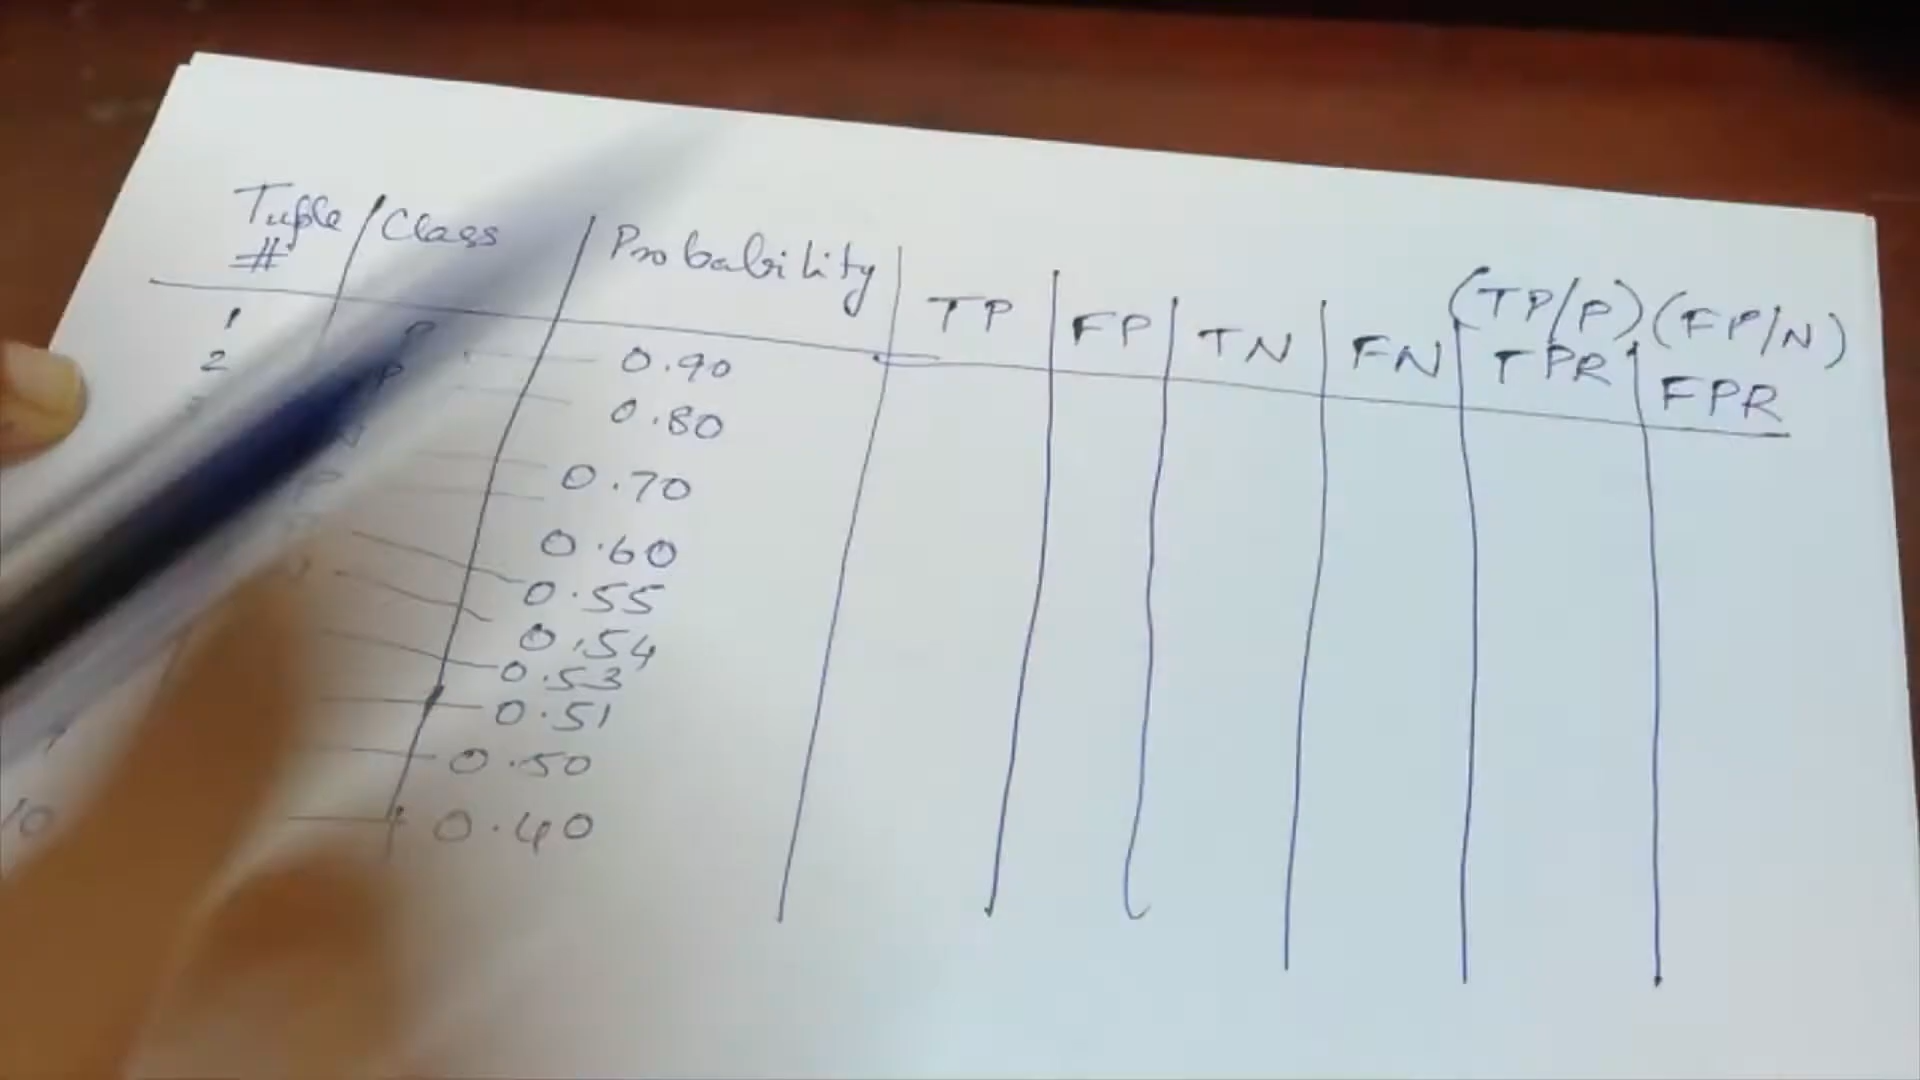 Tuple # Class Probability TP FP TN FN (TP/P) TPR (FP/N) FPR
1 P 0.90
2 P 0.80
N 0.70
P 0.60
0.55
0.54
0.53
0.51
0.50
10 0.40